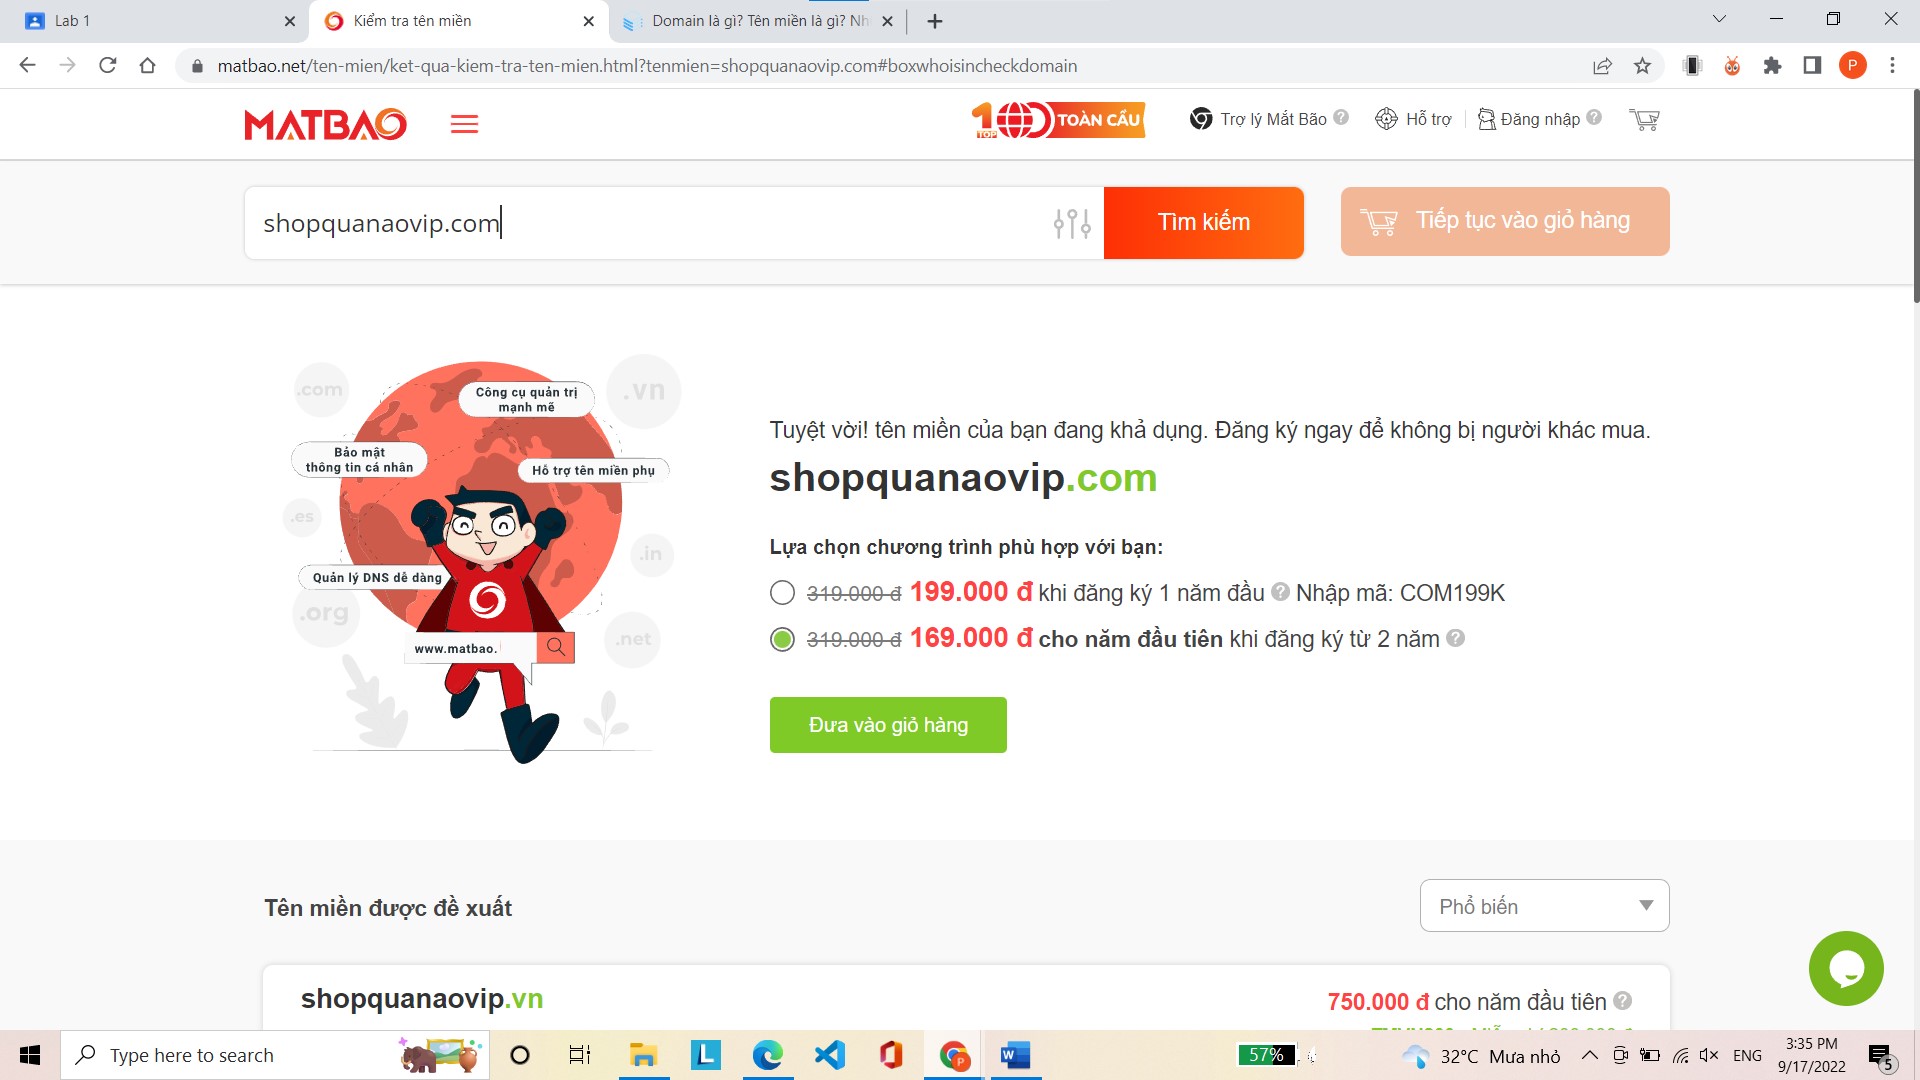 Lab 1
Kiểm tra tên miền
Domain là gì? Tên miền là gì?
matbao.net/ten-mien/ket-qua-kiem-tra-ten-mien.html?tenmien=shopquanaovip.com#boxwhoisincheckdomain
P
MATBAO
TOP
TOÀN CẦU
Trợ lý Mắt Bão
Hỗ trợ
Đăng nhập
shopquanaovip.com
Tìm kiếm
Tiếp tục vào giỏ hàng
.com
.vn
Công cụ quản trị
mạnh mẽ
Bảo mật
thông tin cá nhân
Hỗ trợ tên miền phụ
.es
.in
Quản lý DNS dễ dàng
.org
.net
www.matbao.
Tuyệt vời! tên miền của bạn đang khả dụng. Đăng ký ngay để không bị người khác mua.
shopquanaovip.com
Lựa chọn chương trình phù hợp với bạn:
319.000 đ 199.000 đ khi đăng ký 1 năm đầu ? Nhập mã: COM199K
319.000 đ 169.000 đ cho năm đầu tiên khi đăng ký từ 2 năm ?
Đưa vào giỏ hàng
Tên miền được đề xuất
Phổ biến
shopquanaovip.vn
750.000 đ cho năm đầu tiên ?
Type here to search
57%
32°C Mưa nhỏ
ENG
3:35 PM
9/17/2022
5